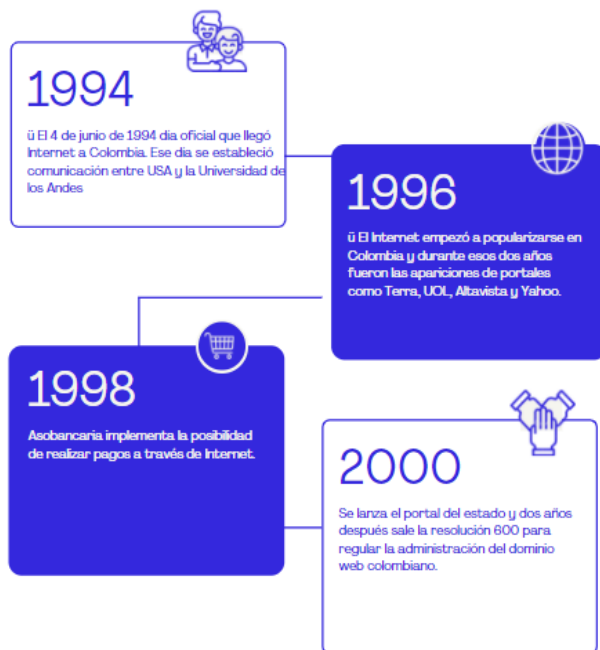 1994
ü El 4 de junio de 1994 dia oficial que llegó
Internet a Colombia. Ese dia se estableció
comunicación entre USA y la Universidad de
los Andes
1996
ü El Internet empezó a popularizarse en
Colombia y durante esos dos años
fueron las apariciones de portales
como Terra, UOL, Altavista y Yahoo.
1998
Asobancaria implementa la posibilidad
de realizar pagos a través de Internet.
2000
Se lanza el portal del estado y dos años
después sale la resolución 600 para
regular la administración del dominio
web colombiano.